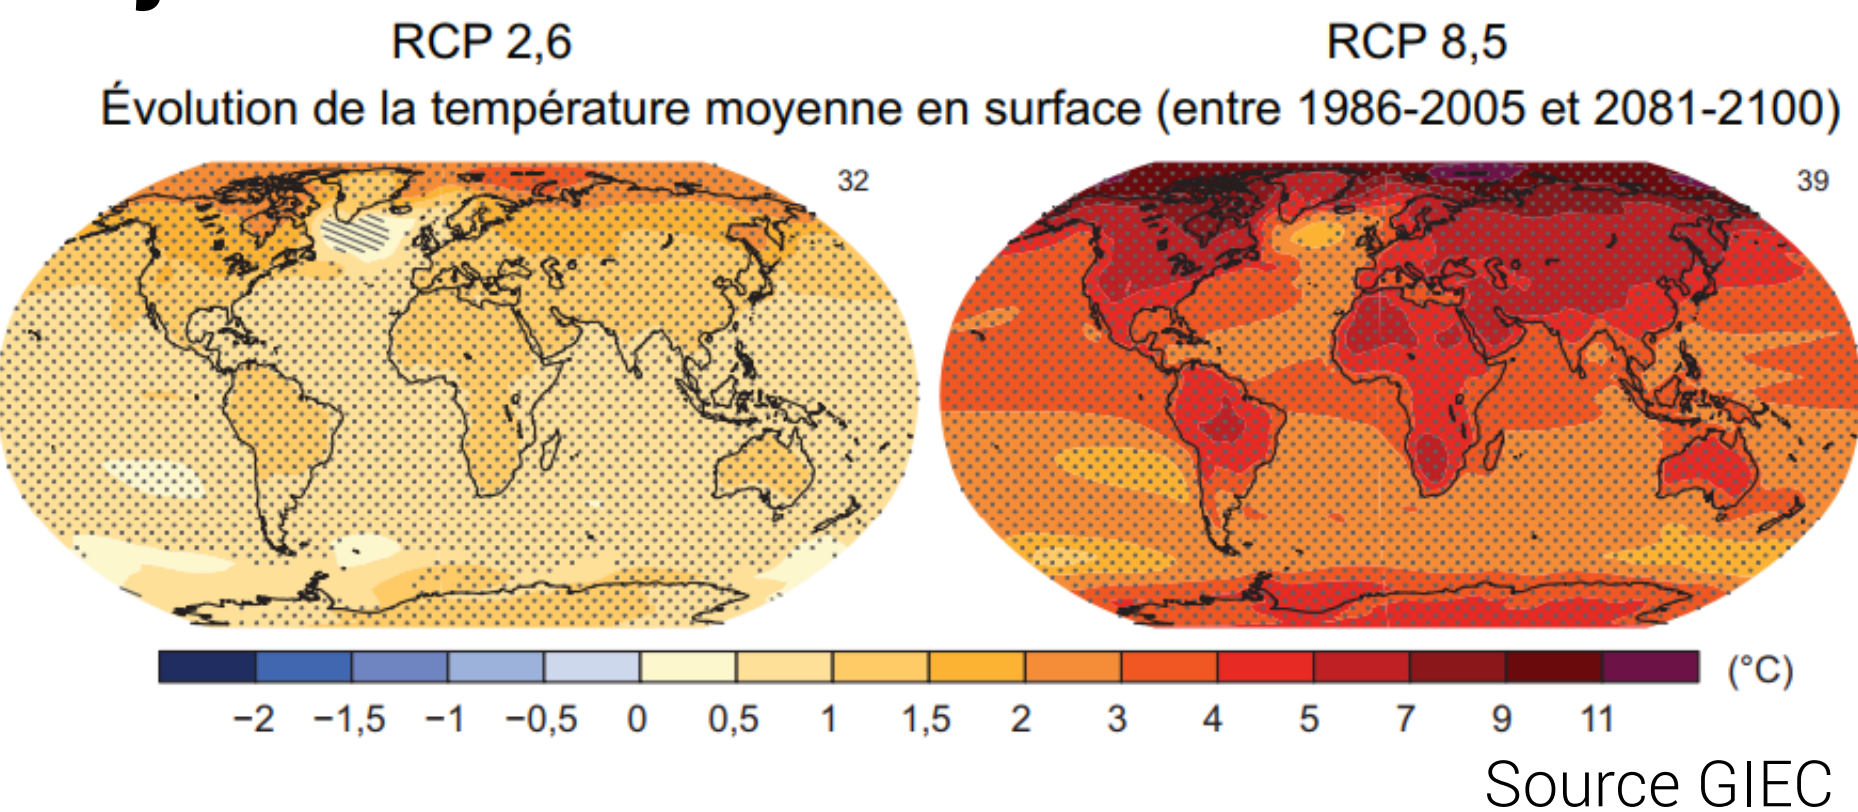 RCP 2,6
RCP 8,5
Évolution de la température moyenne en surface (entre 1986-2005 et 2081-2100)
32
39
−2 −1,5 −1 −0,5 0 0,5 1 1,5 2 3 4 5 7 9 11 (°C)
Source GIEC